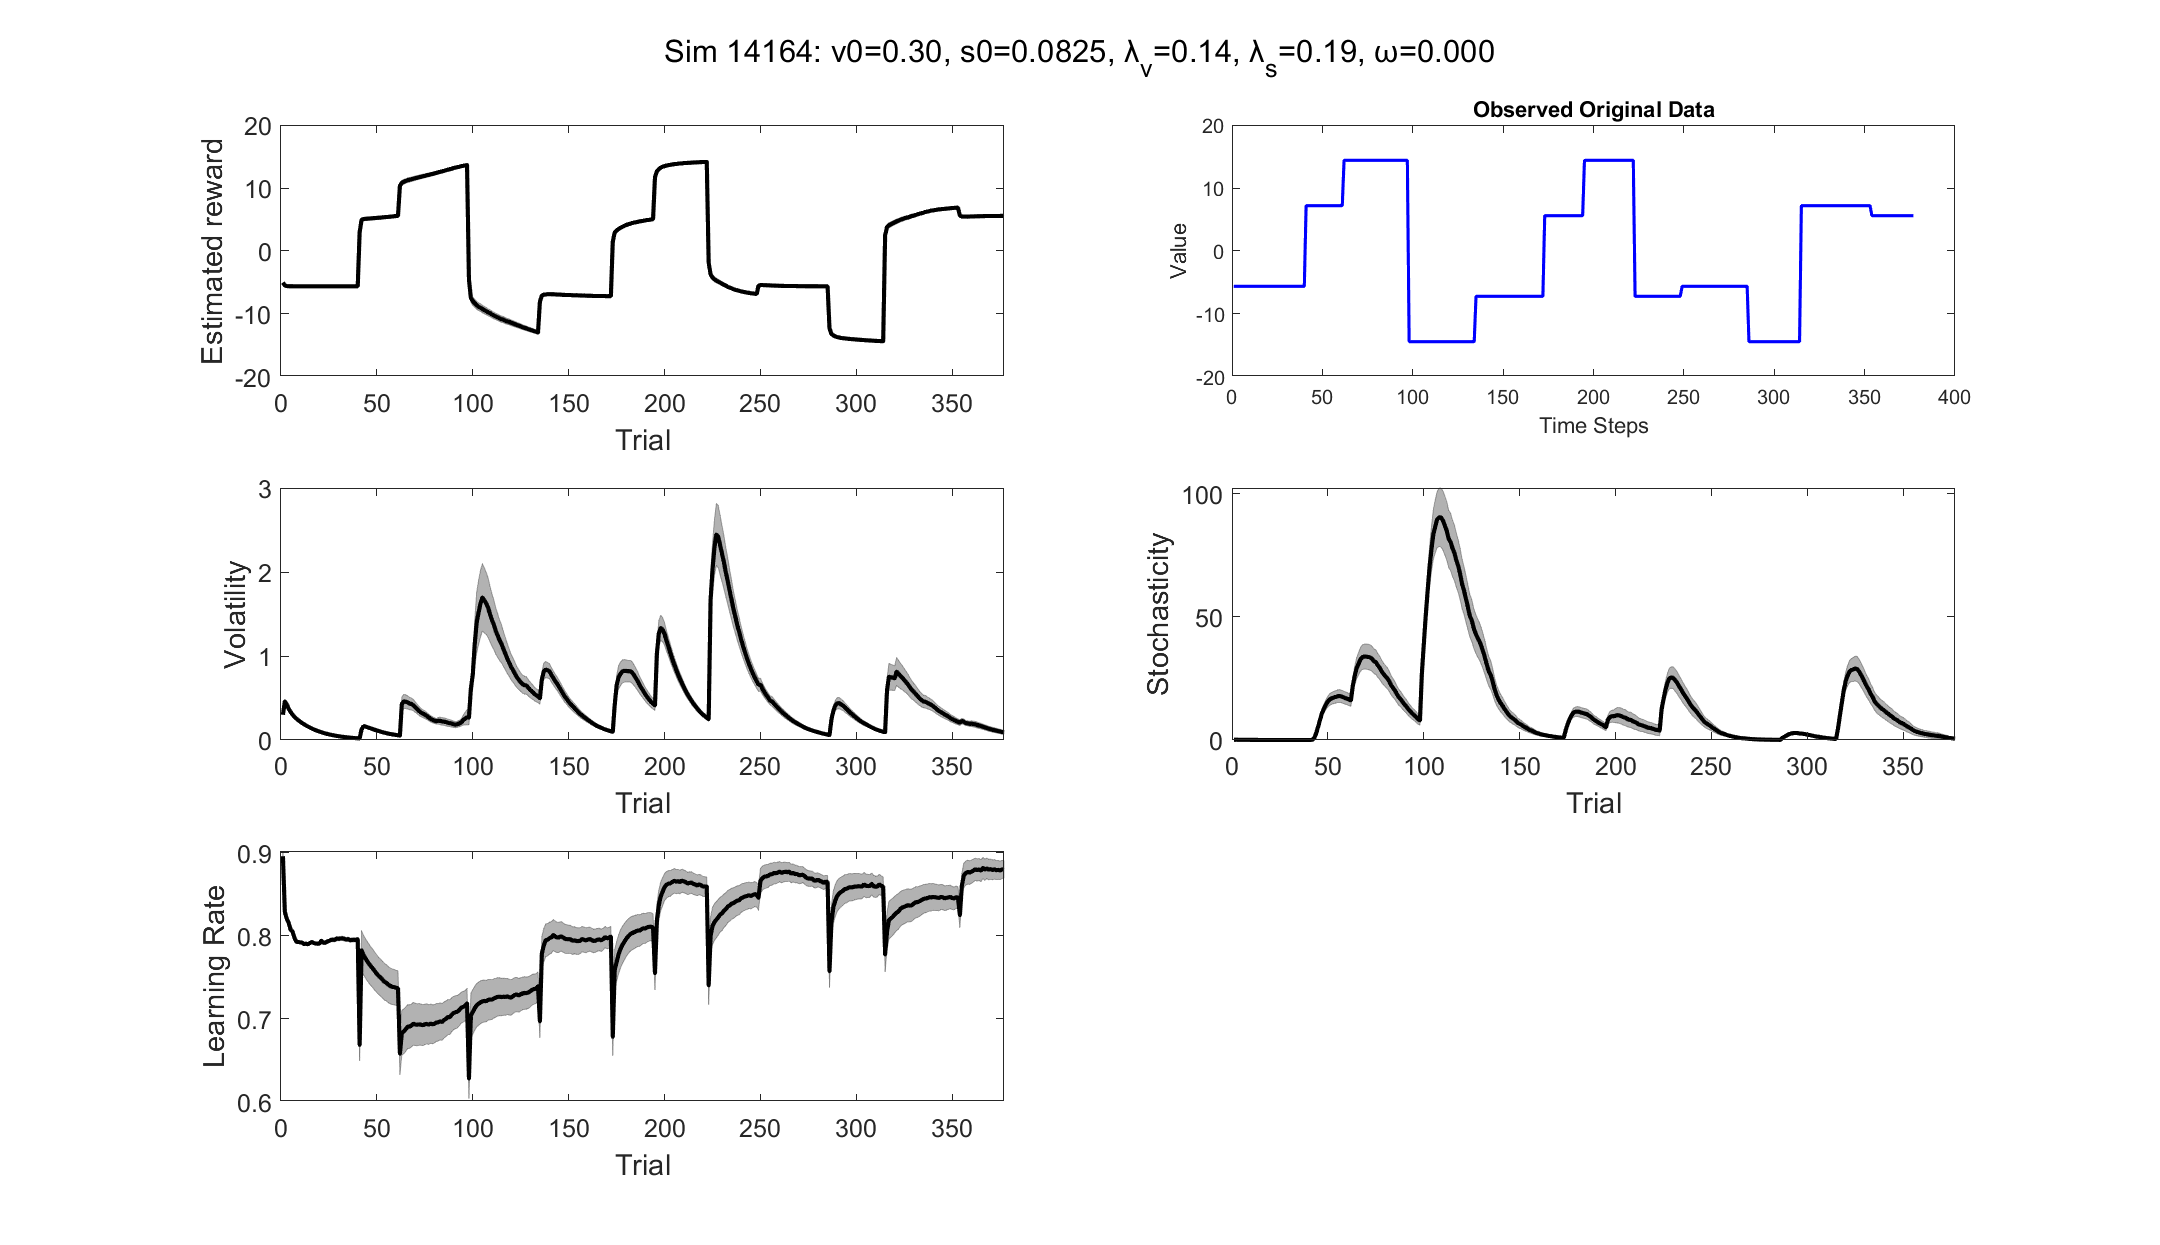 Sim 14164: v0=0.30, s0=0.0825, λ_v=0.14, λ_s=0.19, ω=0.000
20
10
0
-10
-20
Estimated reward
0 50 100 150 200 250 300 350
Trial
Observed Original Data
20
10
0
-10
-20
Value
0 50 100 150 200 250 300 350 400
Time Steps
3
2
1
0
Volatility
0 50 100 150 200 250 300 350
Trial
100
50
0
Stochasticity
0 50 100 150 200 250 300 350
Trial
0.9
0.8
0.7
0.6
Learning Rate
0 50 100 150 200 250 300 350
Trial